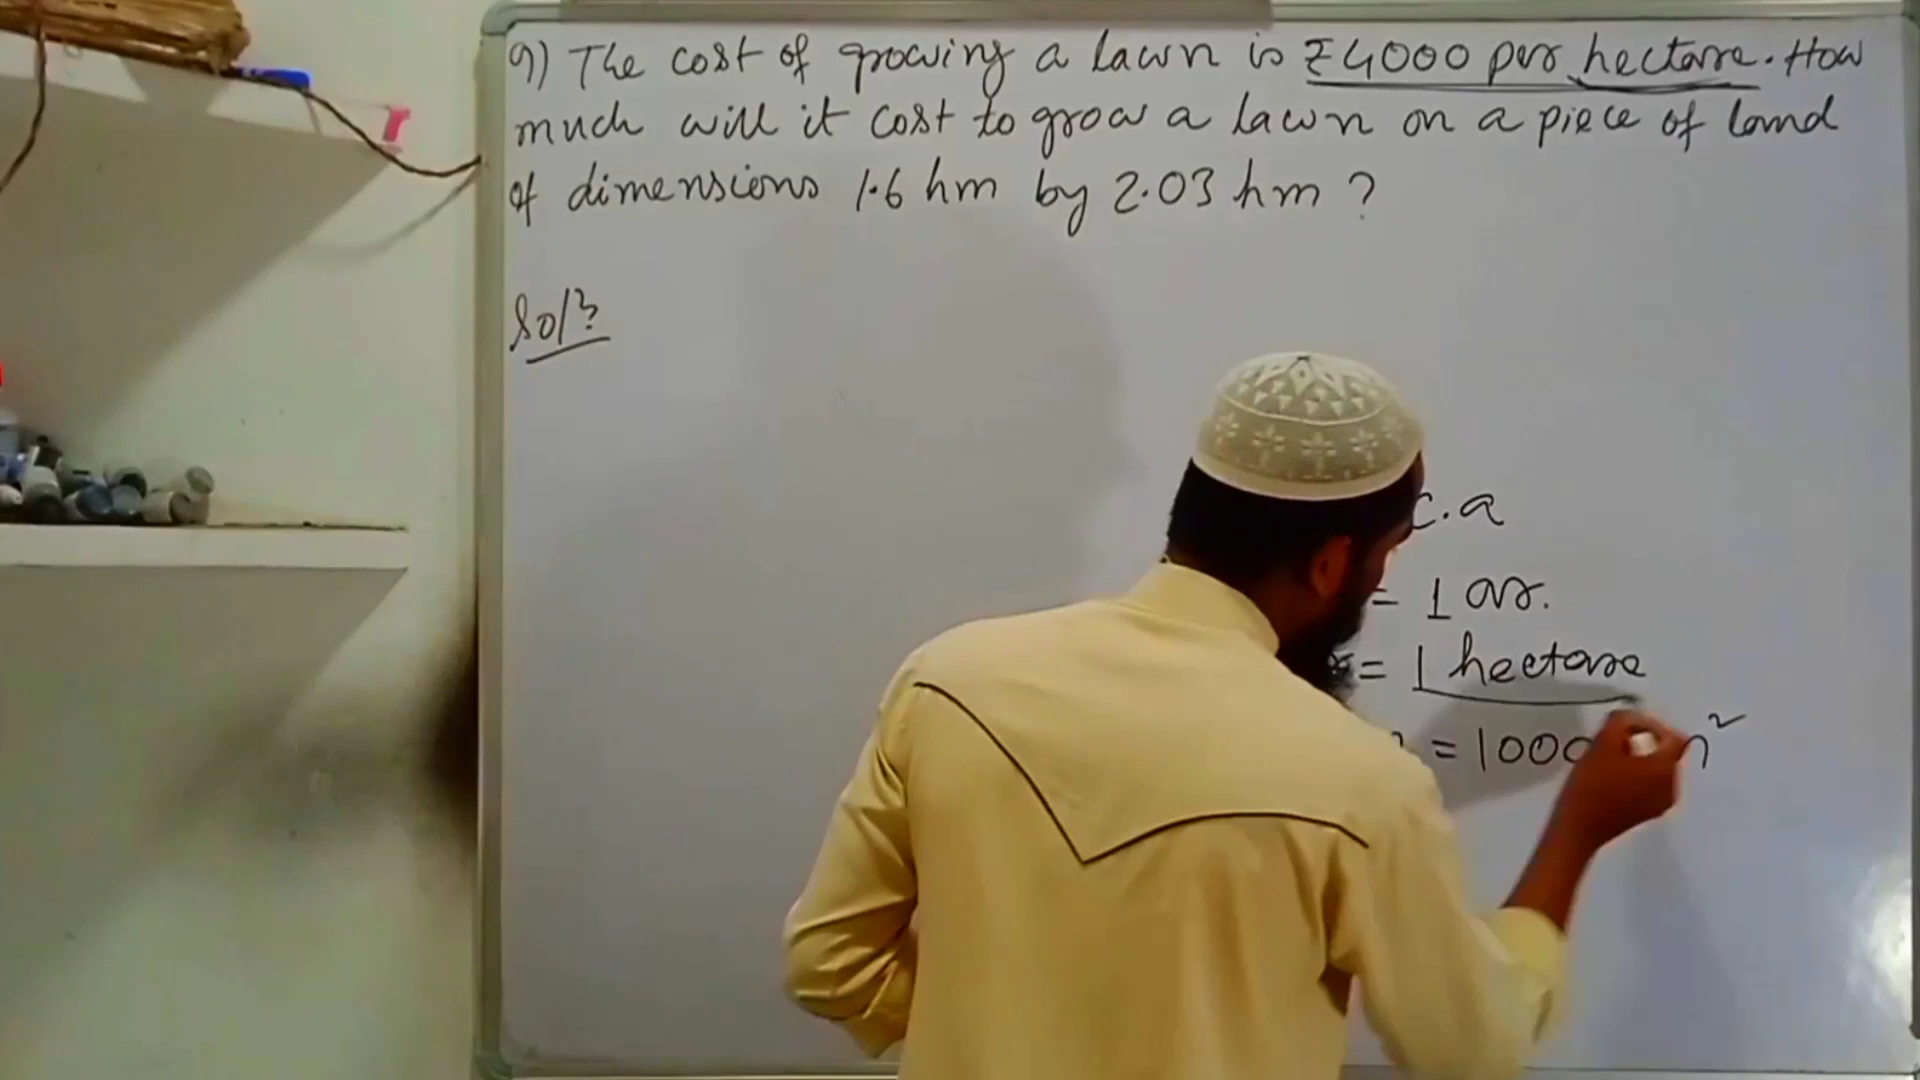 9) The cost of growing a lawn is ₹4000 per hectare. How
much will it cost to grow a lawn on a piece of land
of dimensions 1.6 hm by 2.03 hm ?
Sol:
c.a
= 1 ar.
= 1 hectare
= 1000